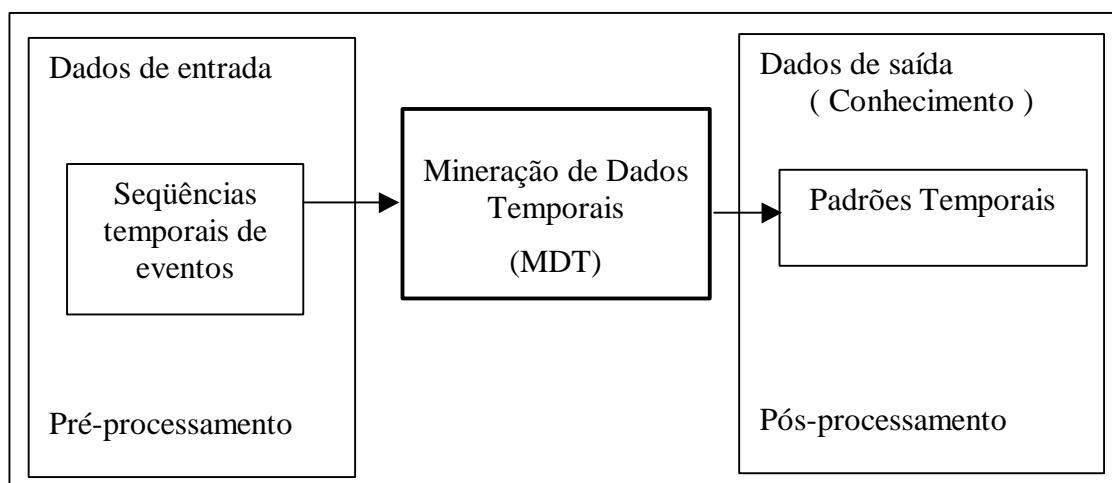 Dados de entrada
Seqüências
temporais de
eventos
Pré-processamento
Mineração de Dados
Temporais
(MDT)
Dados de saída
( Conhecimento )
Padrões Temporais
Pós-processamento